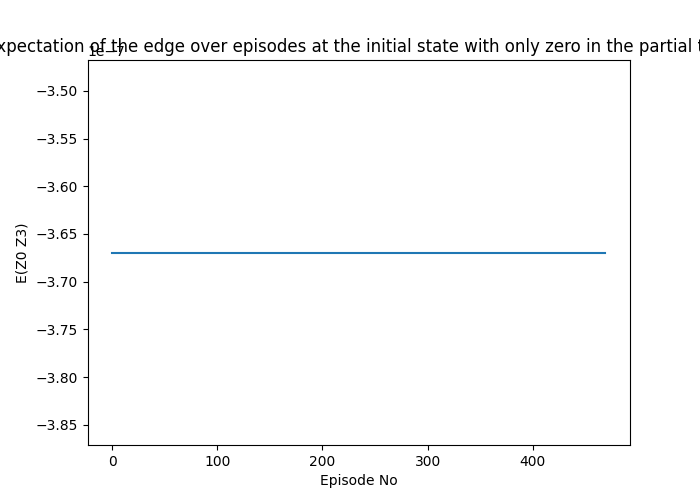 xpectation of the edge over episodes at the initial state with only zero in the partial t
1e−7
−3.50
−3.55
−3.60
−3.65
−3.70
−3.75
−3.80
−3.85
E(Z0 Z3)
0 100 200 300 400
Episode No